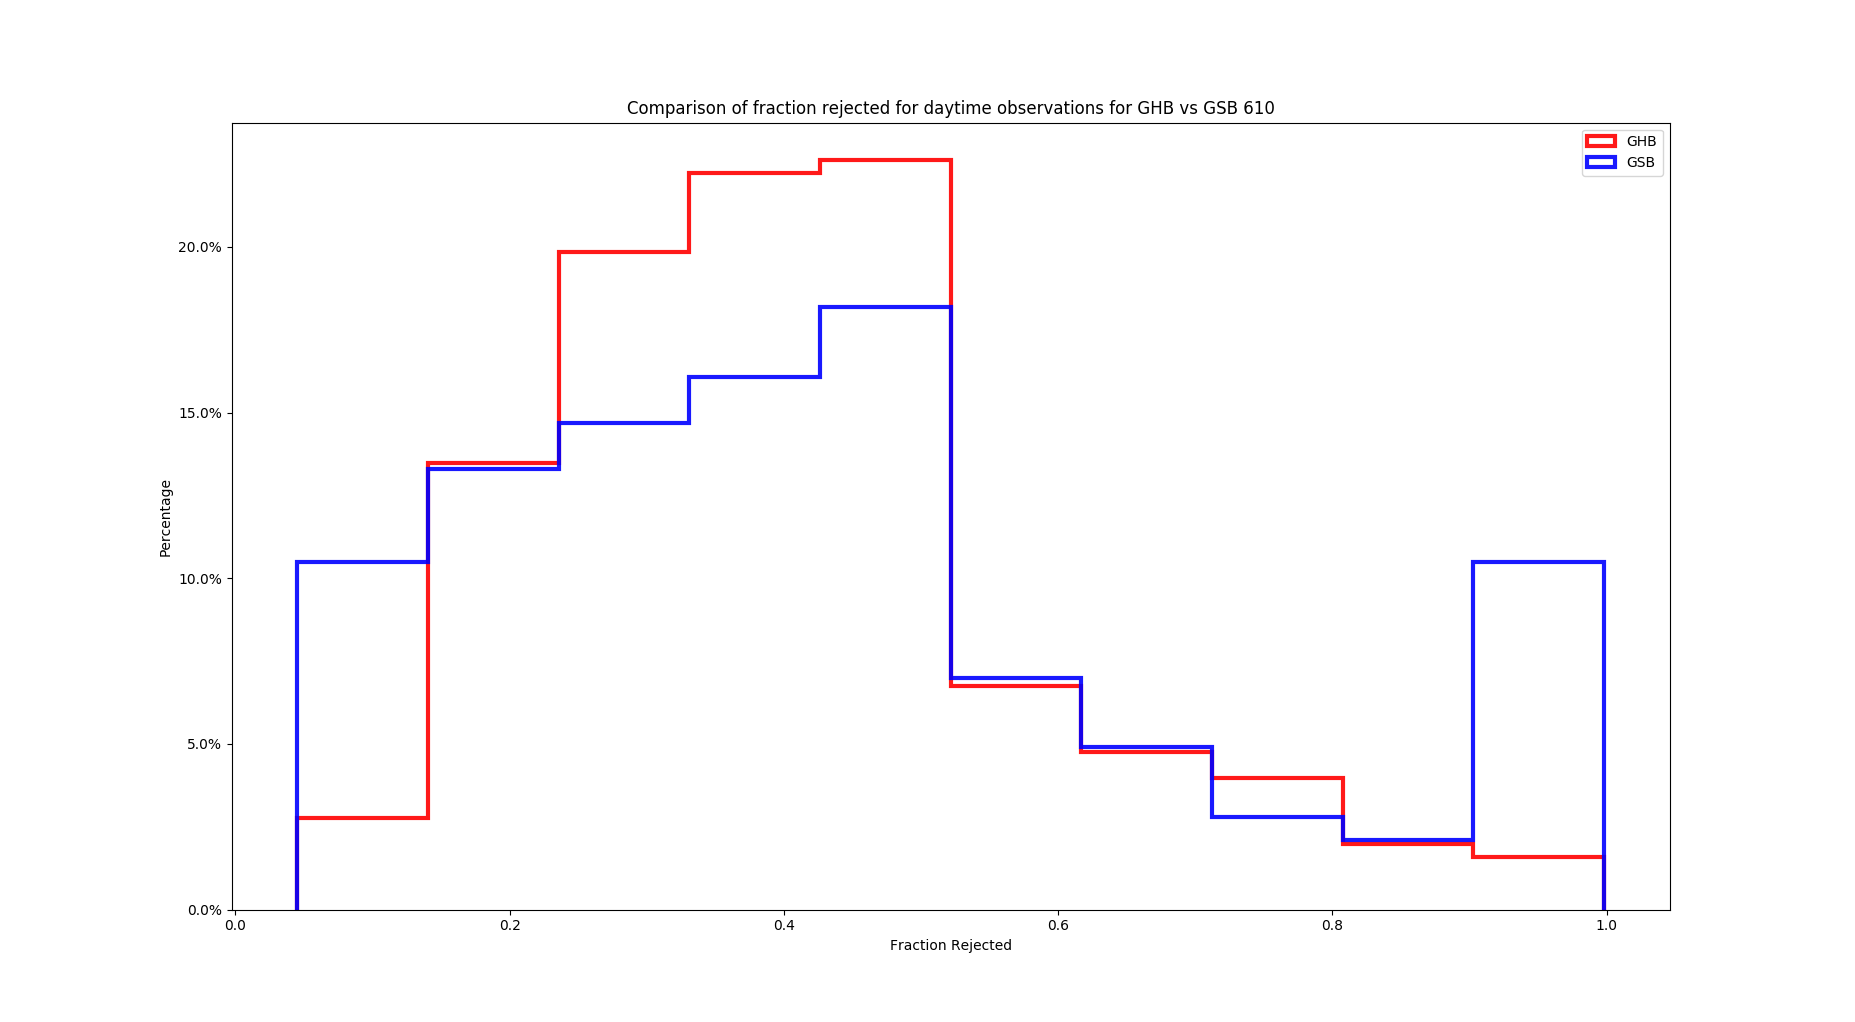 Comparison of fraction rejected for daytime observations for GHB vs GSB 610
GHB
GSB
20.0%
15.0%
10.0%
5.0%
0.0%
Percentage
0.0 0.2 0.4 0.6 0.8 1.0
Fraction Rejected